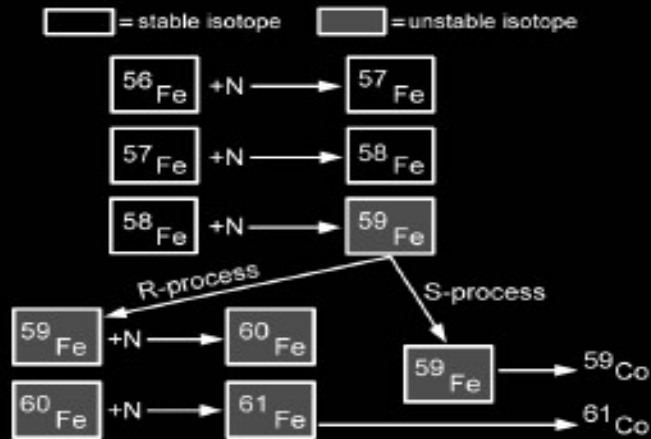 = stable isotope = unstable isotope
56Fe +N 57Fe
57Fe +N 58Fe
58Fe +N 59Fe
R-process S-process
59Fe +N 60Fe
59Fe 59Co
60Fe +N 61Fe 61Co